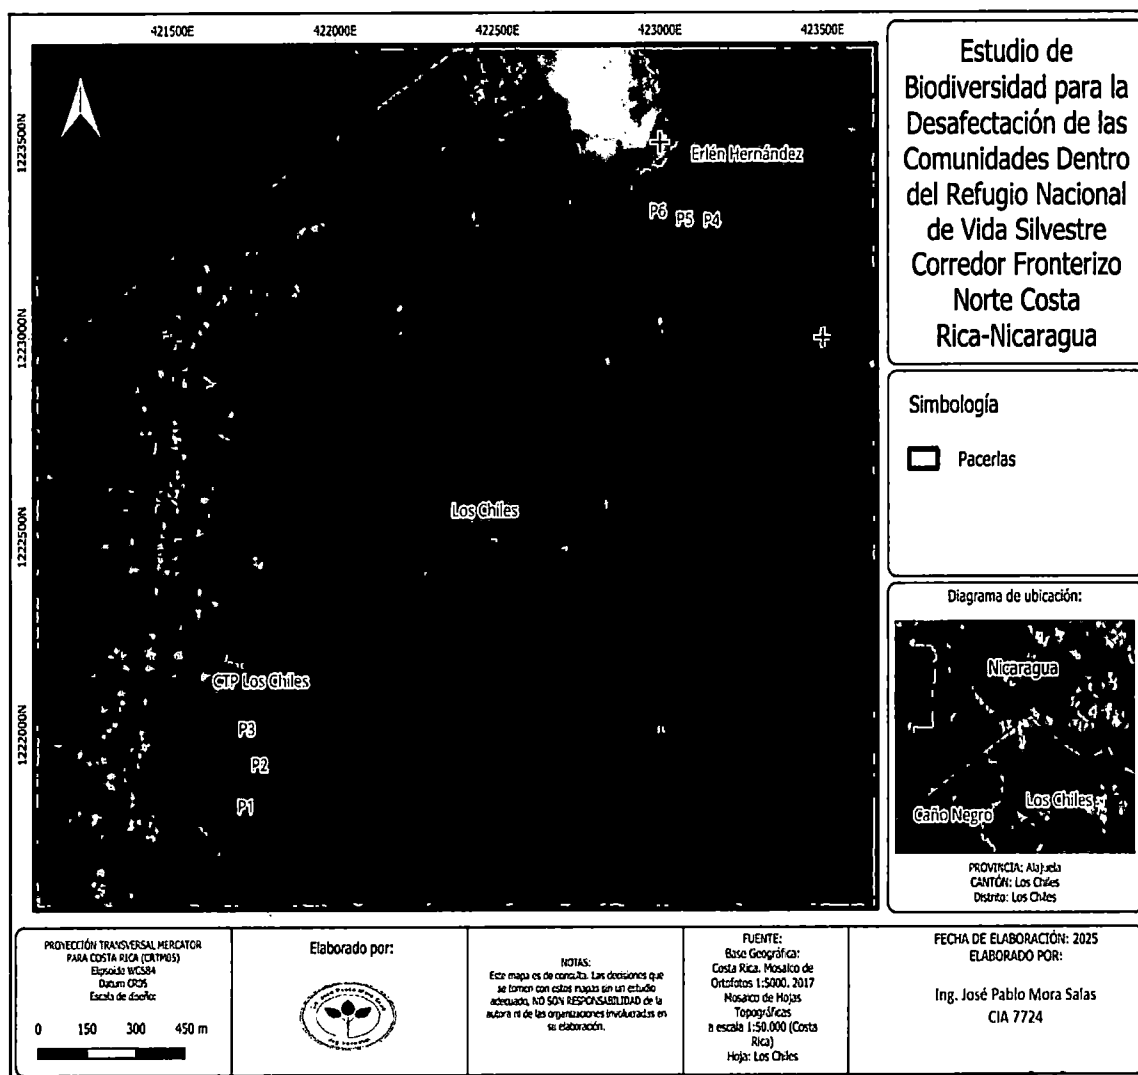 421500E
422000E
422500E
423000E
423500E
1223500N
1223000N
1222500N
1222000N
Erlén Hernández
P6
P5
P4
Los Chiles
CTP Los Chiles
P3
P2
P1
Estudio de
Biodiversidad para la
Desafectación de las
Comunidades Dentro
del Refugio Nacional
de Vida Silvestre
Corredor Fronterizo
Norte Costa
Rica-Nicaragua
Simbología
Pacerlas
Diagrama de ubicación:
Nicaragua
Caño Negro
Los Chiles
PROVINCIA: Alajuela
CANTÓN: Los Chiles
Distrito: Los Chiles
PROYECCIÓN TRANSVERSAL MERCATOR
PARA COSTA RICA (CRTM05)
Elipsoide WGS84
Datum CR05
Escala de diseño:
0 150 300 450 m
Elaborado por:
NOTAS:
Este mapa es de consulta. Las decisiones que
se tomen con estos mapas sin un estudio
adecuado, NO SON RESPONSABILIDAD de la
autora ni de las organizaciones involucradas en
su elaboración.
FUENTE:
Base Geográfica:
Costa Rica. Mosaico de
Ortofotos 1:5000. 2017
Mosaico de Hojas
Topográficas
a escala 1:50.000 (Costa
Rica)
Hoja: Los Chiles
FECHA DE ELABORACIÓN: 2025
ELABORADO POR:
Ing. José Pablo Mora Salas
CIA 7724